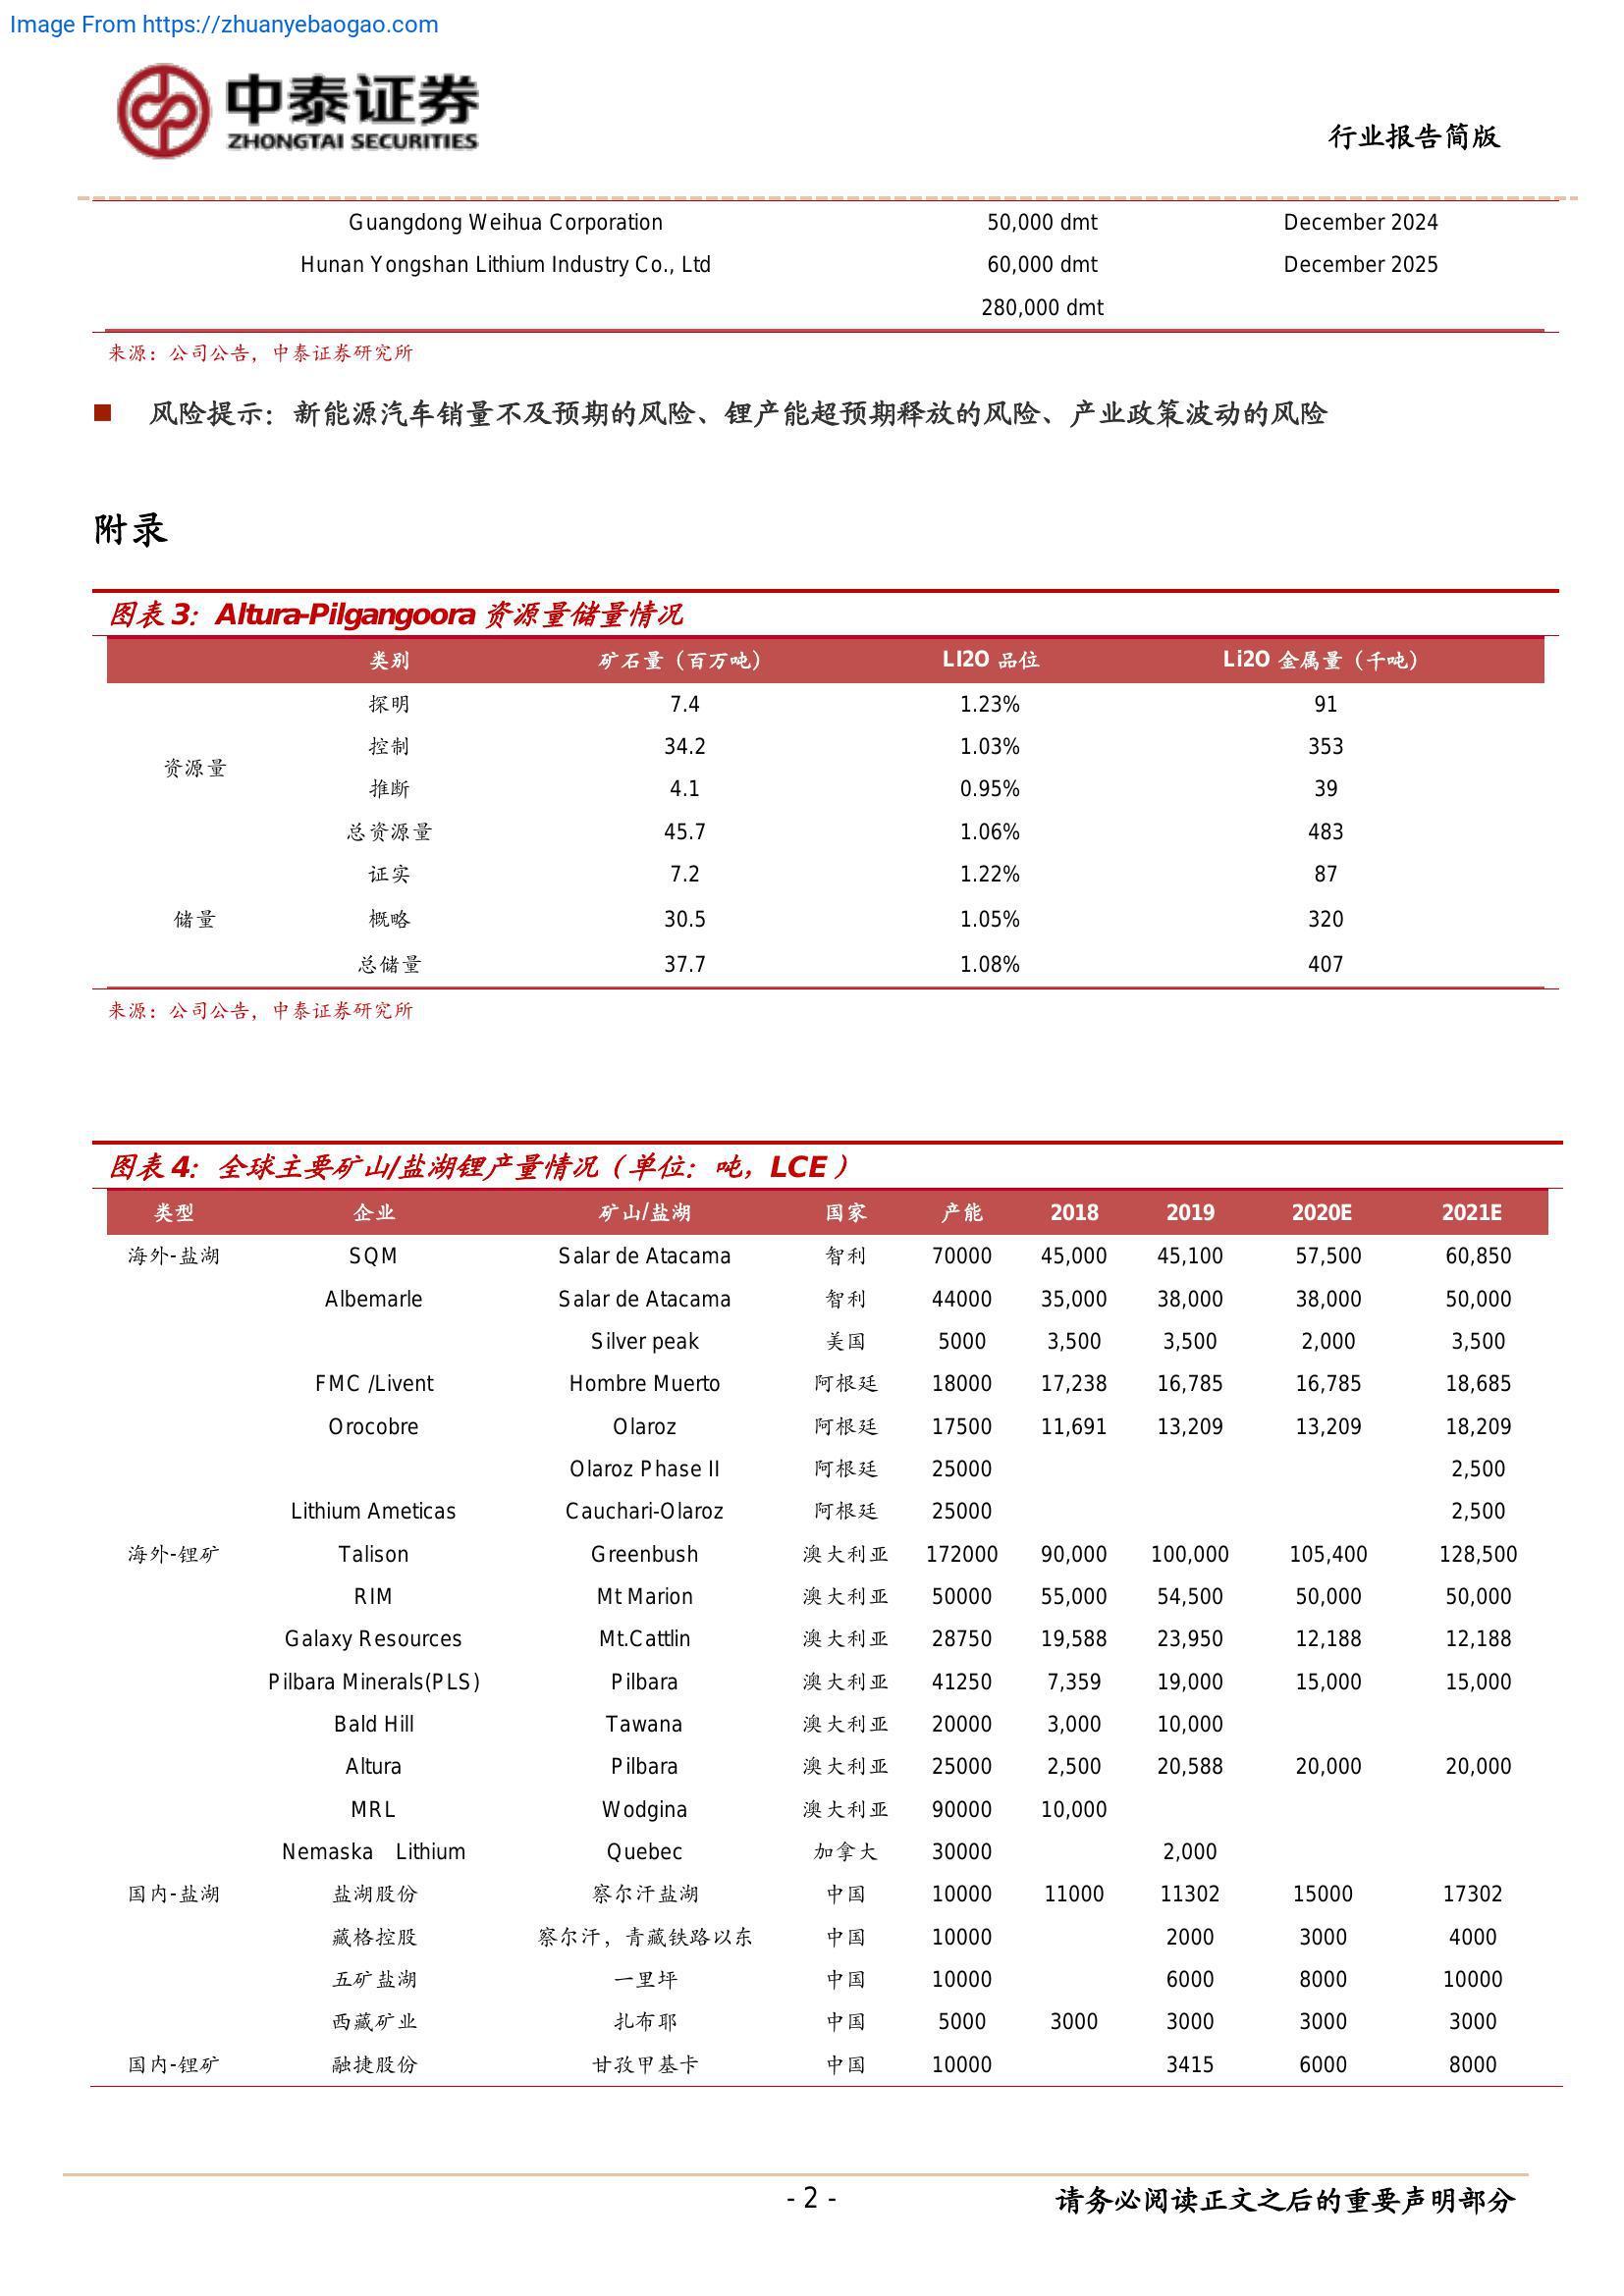 Image From https://zhuanyebaogao.com
中泰证券
ZHONGTAI SECURITIES
行业报告简版
Guangdong Weihua Corporation 50,000 dmt December 2024
Hunan Yongshan Lithium Industry Co., Ltd 60,000 dmt December 2025
280,000 dmt
来源：公司公告，中泰证券研究所
■ 风险提示：新能源汽车销量不及预期的风险、锂产能超预期释放的风险、产业政策波动的风险
附录
图表 3：Altura-Pilgangoora 资源量储量情况
类别 矿石量（百万吨） LI2O 品位 Li2O 金属量（千吨）
探明 7.4 1.23% 91
控制 34.2 1.03% 353
资源量
推断 4.1 0.95% 39
总资源量 45.7 1.06% 483
证实 7.2 1.22% 87
储量 概略 30.5 1.05% 320
总储量 37.7 1.08% 407
来源：公司公告，中泰证券研究所
图表 4：全球主要矿山/盐湖锂产量情况（单位：吨，LCE）
类型 企业 矿山/盐湖 国家 产能 2018 2019 2020E 2021E
海外-盐湖 SQM Salar de Atacama 智利 70000 45,000 45,100 57,500 60,850
Albemarle Salar de Atacama 智利 44000 35,000 38,000 38,000 50,000
Silver peak 美国 5000 3,500 3,500 2,000 3,500
FMC /Livent Hombre Muerto 阿根廷 18000 17,238 16,785 16,785 18,685
Orocobre Olaroz 阿根廷 17500 11,691 13,209 13,209 18,209
Olaroz Phase II 阿根廷 25000 2,500
Lithium Ameticas Cauchari-Olaroz 阿根廷 25000 2,500
海外-锂矿 Talison Greenbush 澳大利亚 172000 90,000 100,000 105,400 128,500
RIM Mt Marion 澳大利亚 50000 55,000 54,500 50,000 50,000
Galaxy Resources Mt.Cattlin 澳大利亚 28750 19,588 23,950 12,188 12,188
Pilbara Minerals(PLS) Pilbara 澳大利亚 41250 7,359 19,000 15,000 15,000
Bald Hill Tawana 澳大利亚 20000 3,000 10,000
Altura Pilbara 澳大利亚 25000 2,500 20,588 20,000 20,000
MRL Wodgina 澳大利亚 90000 10,000
Nemaska Lithium Quebec 加拿大 30000 2,000
国内-盐湖 盐湖股份 察尔汗盐湖 中国 10000 11000 11302 15000 17302
藏格控股 察尔汗，青藏铁路以东 中国 10000 2000 3000 4000
五矿盐湖 一里坪 中国 10000 6000 8000 10000
西藏矿业 扎布耶 中国 5000 3000 3000 3000 3000
国内-锂矿 融捷股份 甘孜甲基卡 中国 10000 3415 6000 8000
- 2 -
请务必阅读正文之后的重要声明部分